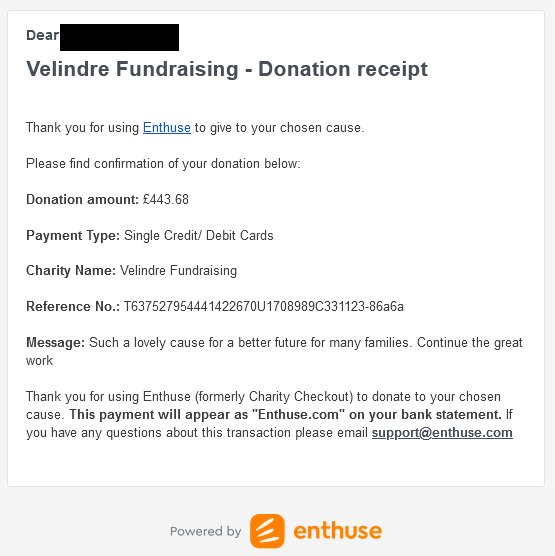 Dear
Velindre Fundraising - Donation receipt
Thank you for using Enthuse to give to your chosen cause.
Please find confirmation of your donation below:
Donation amount: £443.68
Payment Type: Single Credit/ Debit Cards
Charity Name: Velindre Fundraising
Reference No.: T637527954441422670U1708989C331123-86a6a
Message: Such a lovely cause for a better future for many families. Continue the great
work
Thank you for using Enthuse (formerly Charity Checkout) to donate to your chosen
cause. This payment will appear as "Enthuse.com" on your bank statement. If
you have any questions about this transaction please email support@enthuse.com
Powered by enthuse